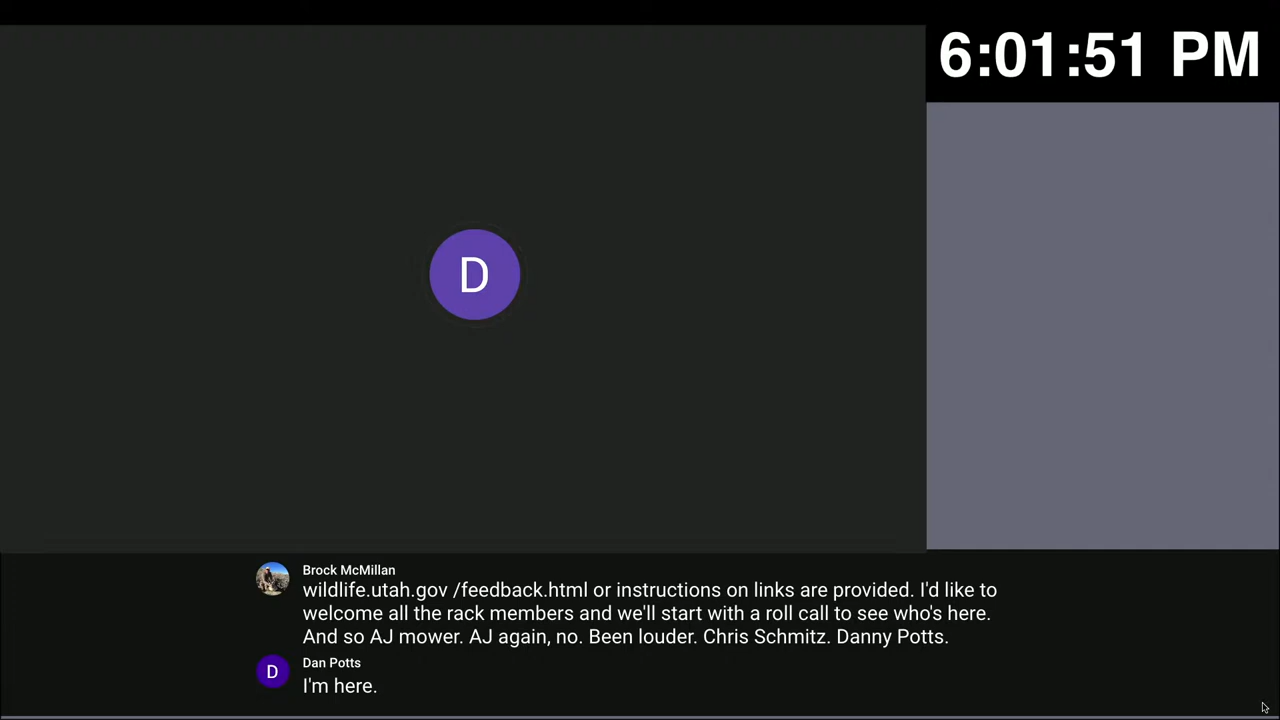 6:01:51 PM
D
Brock McMillan
wildlife.utah.gov /feedback.html or instructions on links are provided. I'd like to
welcome all the rack members and we'll start with a roll call to see who's here.
And so AJ mower. AJ again, no. Been louder. Chris Schmitz. Danny Potts.
Dan Potts
D
I'm here.